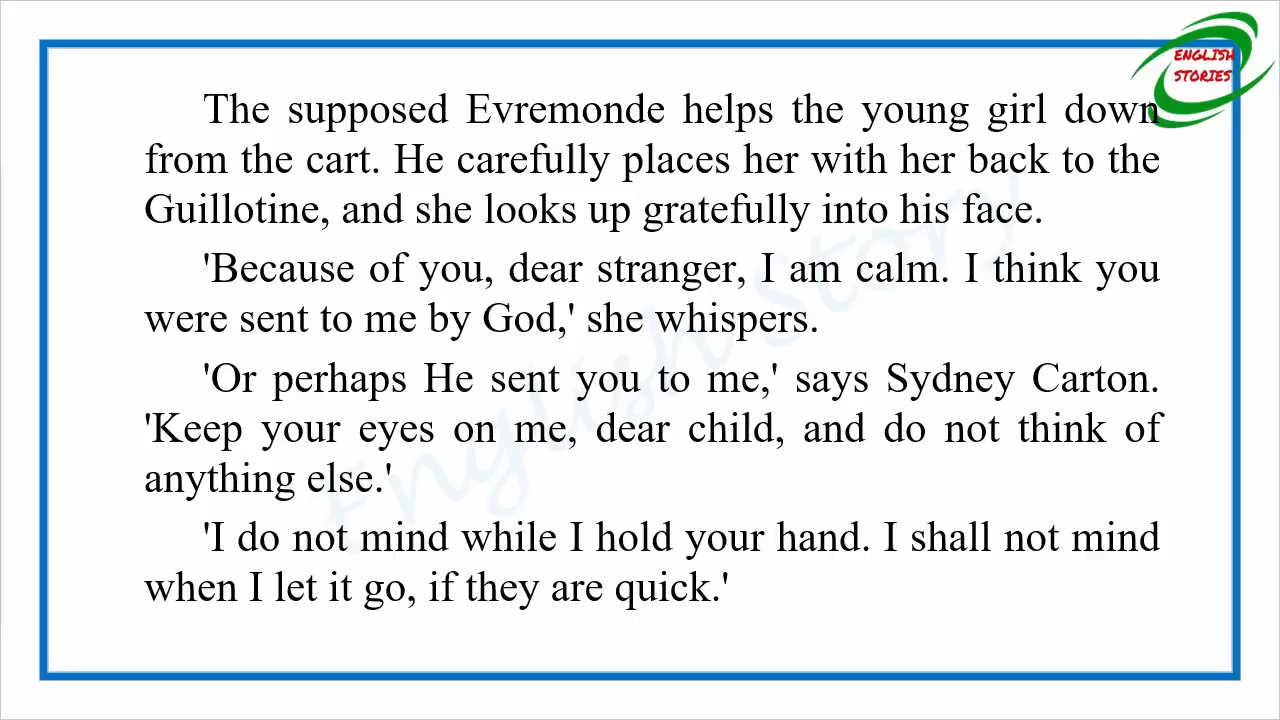 ENGLISH
STORIES
The supposed Evremonde helps the young girl down
from the cart. He carefully places her with her back to the
Guillotine, and she looks up gratefully into his face.
'Because of you, dear stranger, I am calm. I think you
were sent to me by God,' she whispers.
'Or perhaps He sent you to me,' says Sydney Carton.
'Keep your eyes on me, dear child, and do not think of
anything else.'
'I do not mind while I hold your hand. I shall not mind
when I let it go, if they are quick.'
English Story